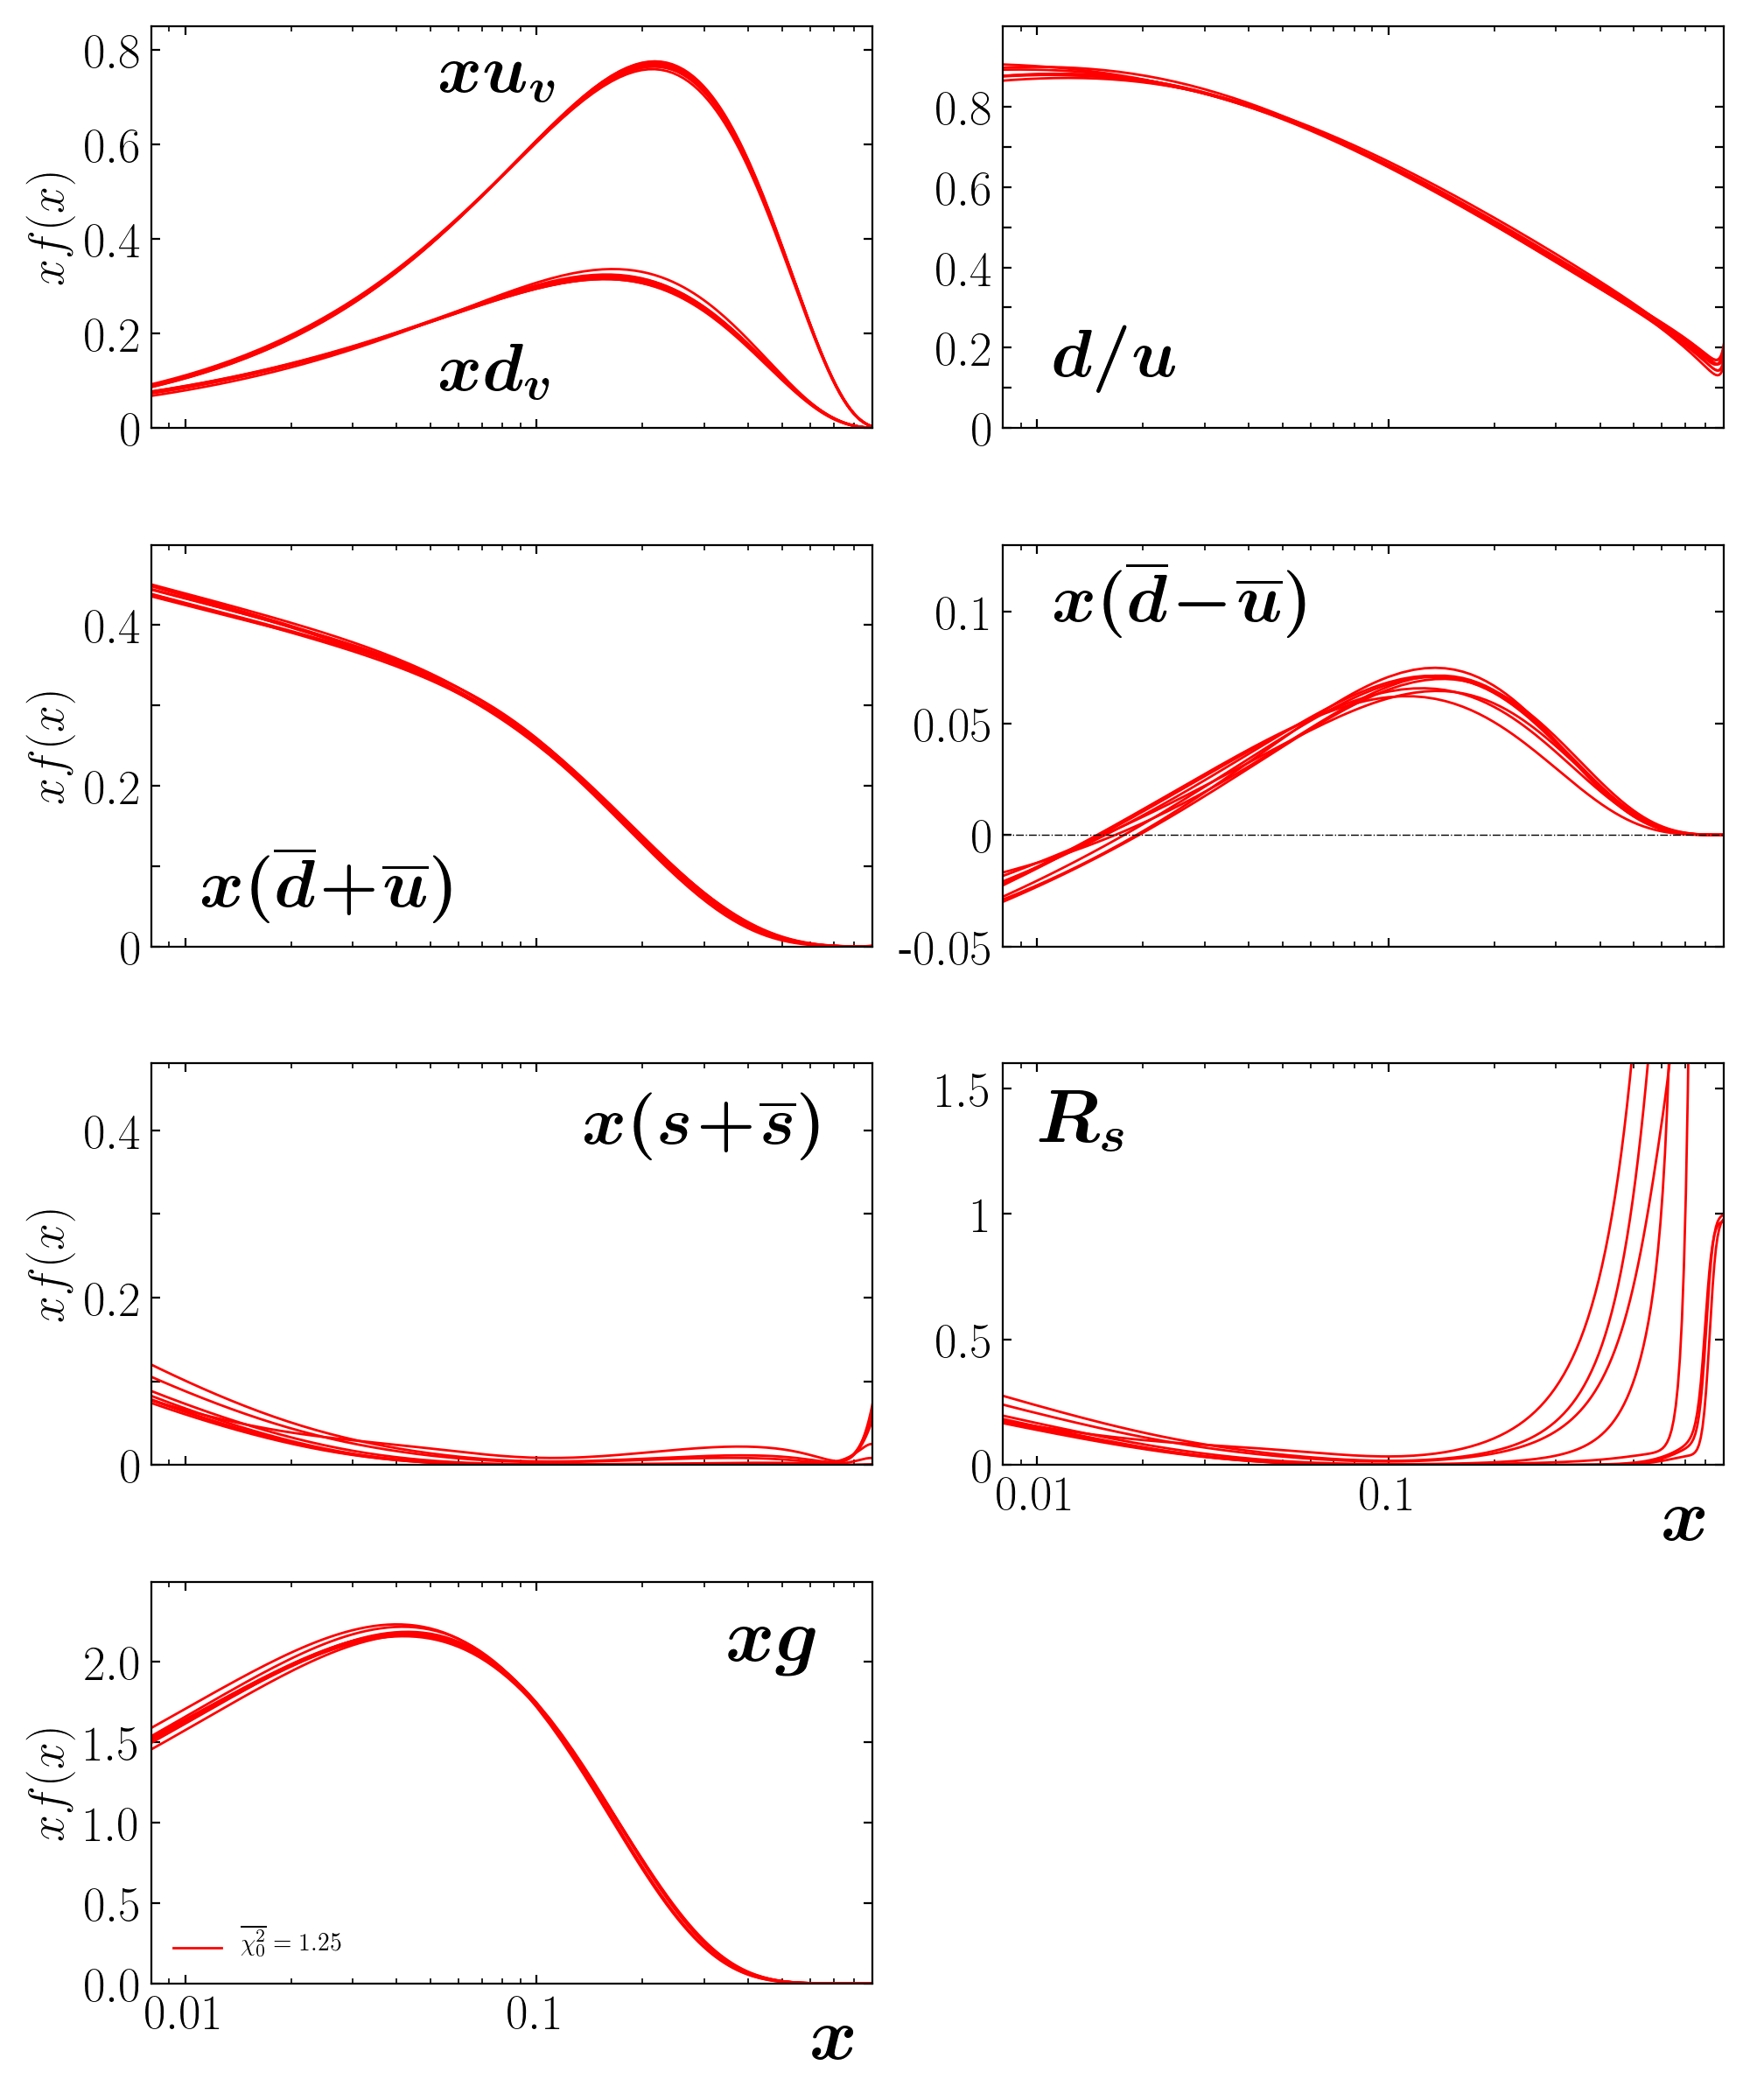 xf(x)
0.8
0.6
0.4
0.2
0
xu_v
xd_v
0.8
0.6
0.4
0.2
0
d/u
xf(x)
0.4
0.2
0
x(d̅+u̅)
0.1
0.05
0
-0.05
x(d̅−u̅)
xf(x)
0.4
0.2
0
x(s+s̅)
1.5
1
0.5
0
R_s
0.01
0.1
x
xf(x)
2.0
1.5
1.0
0.5
0.0
xg
\overline{χ_0^2} = 1.25
0.01
0.1
x